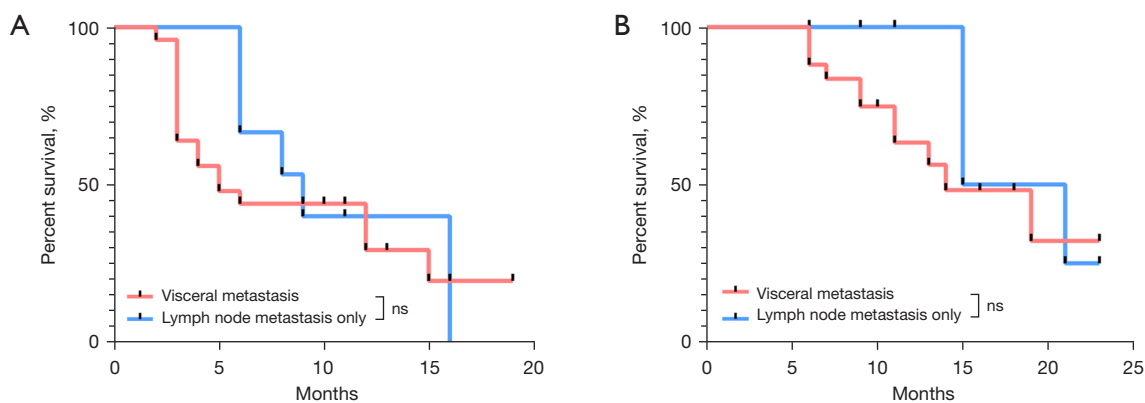 A
Percent survival, %
100
50
0
Visceral metastasis
Lymph node metastasis only
ns
0 5 10 15 20
Months
B
Percent survival, %
100
50
0
Visceral metastasis
Lymph node metastasis only
ns
0 5 10 15 20 25
Months